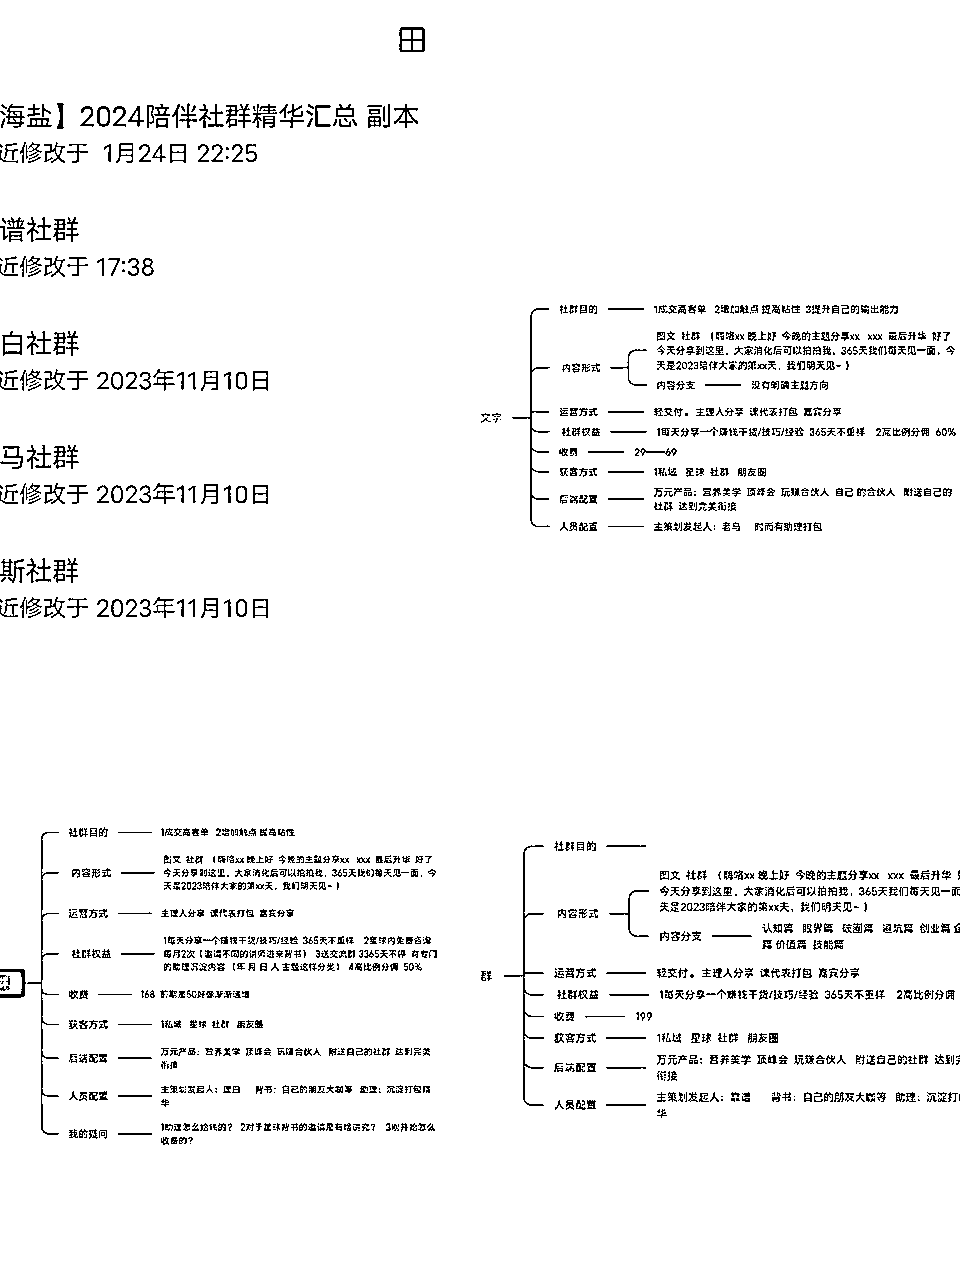 海盐】2024陪伴社群精华汇总 副本
近修改于 1月24日 22:25
谱社群
近修改于 17:38
白社群
近修改于 2023年11月10日
马社群
近修改于 2023年11月10日
斯社群
近修改于 2023年11月10日
文字
社群目的
1成交高客单 2增加触点 提高粘性 3提升自己的输出能力
内容形式
图文 社群 (嗨咯xx 晚上好 今晚的主题分享xx xxx 最后升华 好了
今天分享到这里，大家消化后可以拍拍我，365天我们每天见一面，今
天是2023陪伴大家的第xx天，我们明天见~)
内容分支
没有明确主题方向
运营方式
轻交付。主理人分享 课代表打包 嘉宾分享
社群权益
1每天分享一个赚钱干货/技巧/经验 365天不重样 2高比例分佣 60%
收费
29——69
获客方式
1私域 星球 社群 朋友圈
后端配置
万元产品：营养美学 顶峰会 玩赚合伙人 自己的合伙人 附送自己的
社群 达到完美衔接
人员配置
主策划发起人：老马 时而有助理打包
社群目的
1成交高客单 2增加触点 提高粘性
内容形式
图文 社群 (嗨咯xx 晚上好 今晚的主题分享xx xxx 最后升华 好了
今天分享到这里，大家消化后可以拍拍我，365天我们每天见一面，今
天是2023陪伴大家的第xx天，我们明天见~)
运营方式
主理人分享 课代表打包 嘉宾分享
社群权益
1每天分享一个赚钱干货/技巧/经验 365天不重样 2星球内免费咨询
每月2次 (邀请不同的讲师进来背书) 3送交流群 3365天不停 有专门
的助理沉淀内容 (年 月 日 人 主题这样分类) 4高比例分佣 50%
收费
168
获客方式
1私域 星球 社群 朋友圈
后端配置
万元产品：营养美学 顶峰会 玩赚合伙人 附送自己的社群 达到完美
衔接
人员配置
主策划发起人： 背书：自己的朋友大咖等 助理：沉淀打包精
华
我的疑问
1助理怎么给钱的？ 2对于星球背书的邀请是有啥讲究？ 3
收费的？
群
社群目的
内容形式
图文 社群 (嗨咯xx 晚上好 今晚的主题分享xx xxx 最后升华
今天分享到这里，大家消化后可以拍拍我，365天我们每天见一面
天是2023陪伴大家的第xx天，我们明天见~)
内容分支
认知篇 眼界篇 破圈篇 避坑篇 创业篇 企
篇 价值篇 技能篇
运营方式
轻交付。主理人分享 课代表打包 嘉宾分享
社群权益
1每天分享一个赚钱干货/技巧/经验 365天不重样 2高比例分佣
收费
199
获客方式
1私域 星球 社群 朋友圈
后端配置
万元产品：营养美学 顶峰会 玩赚合伙人 附送自己的社群 达到完
衔接
人员配置
主策划发起人：靠谱 背书：自己的朋友大咖等 助理：沉淀打
华